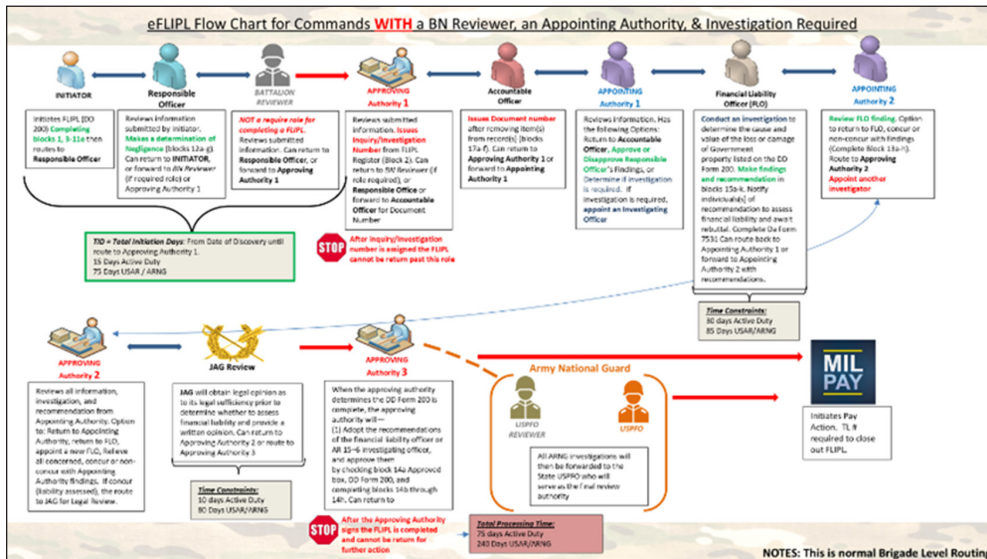 eFLIPL Flow Chart for Commands WITH a BN Reviewer, an Appointing Authority, & Investigation Required
INITIATOR
Initiates FLIPL (DD
200) Completing
blocks 1, 3-11e then
routes to
Responsible Officer
Responsible
Officer
Reviews information
submitted by Initiator.
Makes a determination of
Negligence (blocks 12a-g).
Can return to INITIATOR,
or forward to BN Reviewer
(if required role) or
Approving Authority 1
BATTALION
REVIEWER
NOT a require role for
completing a FLIPL.
Reviews submitted
information. Can return
Responsible Officer, or
forward to Approving
Authority 1
APPROVING
Authority 1
Reviews submitted
information. Issues
Inquiry/Investigation
Number from FLIPL
Register (Block 2). Can
return to BN Reviewer (if
role required), or
Responsible Office or
forward to Accountable
Officer for Document
Number
Accountable
Officer
Issues Document number
after removing item(s)
from record(s) (blocks
17a-f). Can return to
Approving Authority 1 or
forward to Appointing
Authority 1
APPOINTING
Authority 1
Reviews information. Has the
following Options:
Return to Accountable
Officer, Approve or
Disapprove Responsible
Officer's Findings, or
Determine if investigation
is required. If
investigation is required,
appoint an Investigating
Officer
Financial Liability
Officer (FLO)
Conduct an investigation to
determine the cause and value
of the loss or damage
of Government
property listed on the DD
Form 200. Make findings
and recommendation in
blocks 15a-k. Notify
individuals(s) of
recommendation to assess
financial liability and await
rebuttal. Complete Da Form
7531 Can route back to
Appointing Authority 1 or
forward to Appointing
Authority 2 with
recommendations.
APPOINTING
Authority 2
Review FLO finding. Option
to return to FLO, concur or
non-concur with findings
(Complete Block 13a-h).
Route to Approving
Authority 2
Appoint another
investigator
TID = Total Initiation Days: From Date of Discovery until
route to Approving Authority 1.
15 Days Active Duty
75 Days USAR / ARNG
STOP
After Inquiry/Investigation
number is assigned the FLIPL
cannot be return past this role
Time Constraints:
30 days Active Duty
85 Days USAR/ARNG
APPROVING
Authority 2
Reviews all information,
investigation, and
recommendation from
Appointing Authority. Option
to: Return to Appointing
Authority, return to FLO,
appoint a new FLO, Relieve
all concerned, concur or non-
concur with Appointing
Authority findings. If concur
(liability assessed), the route
to JAG for Legal Review.
JAG Review
JAG will obtain legal opinion as
to its legal sufficiency prior to
determine whether to assess
financial liability and provide a
written opinion. Can return to
Approving Authority 2 or route to
Approving Authority 3
Time Constraints:
10 days Active Duty
80 Days USAR/ARNG
APPROVING
Authority 3
When the approving authority
determines the DD Form 200 is
complete, the approving
authority will—
(1) Adopt the recommendations
of the financial liability officer or
AR 15–6 investigating officer,
and approve them
by checking block 14a Approved
box, DD Form 200, and
completing blocks 14b through
14h. Can return to
STOP
After the Approving Authority
signs the FLIPL is completed
and cannot be return for
further action
Total Processing Time:
75 days Active Duty
240 Days USAR/ARNG
Army National Guard
USPFO
REVIEWER
USPFO
All ARNG investigations will
then be forwarded to the
State USPFO who will
serve as the final review
authority
MIL
PAY
Initiates Pay
Action. TL #
required to close
out FLIPL.
NOTES: This is normal Brigade Level Routing